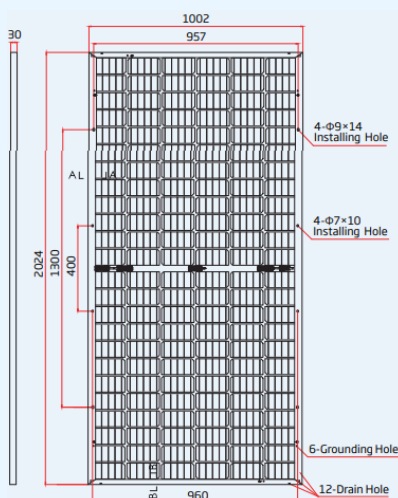 1002
957
30
4-Φ9×14
Installing Hole
A L
I A
4-Φ7×10
Installing Hole
2024
1300
400
6-Grounding Hole
B L
I B
12-Drain Hole
960